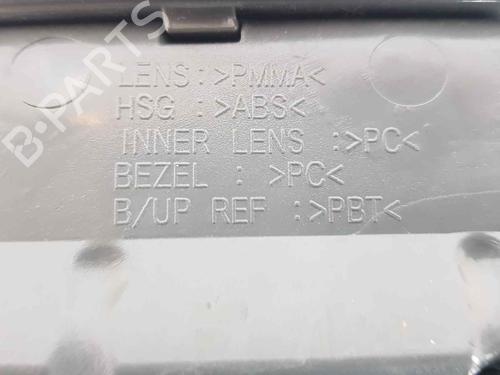 B-PARTS
LENS:>PMMA<
HSG :>ABS<
INNER LENS :>PC<
BEZEL : >PC<
B/UP REF :>PBT<